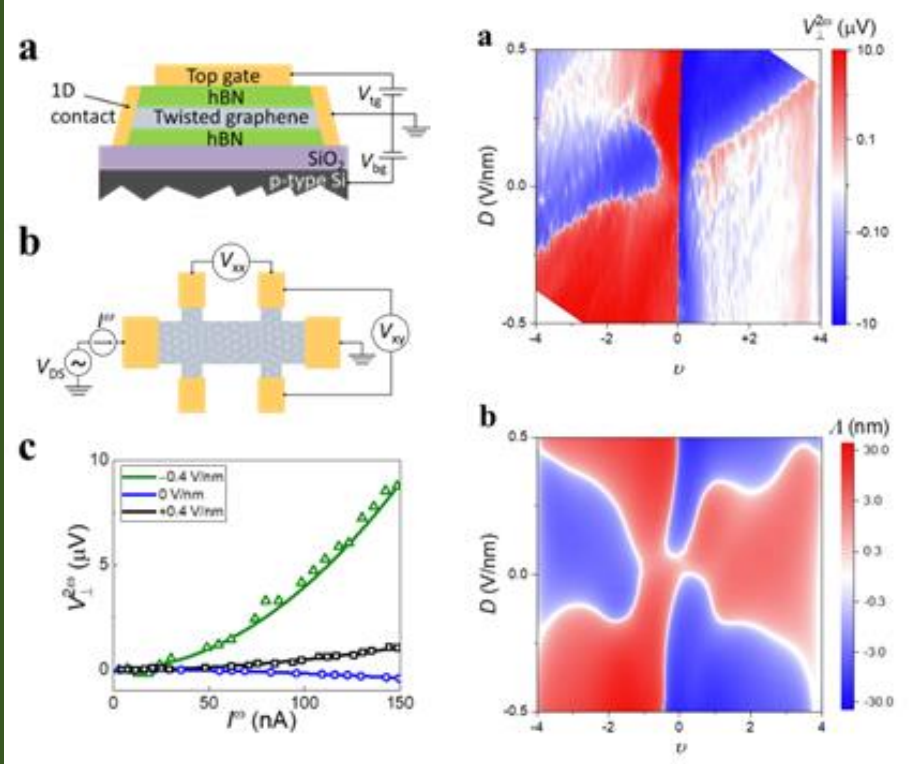 a
Top gate
hBN
1D
contact
Twisted graphene
hBN
SiO₂
p-type Si
Vtg
Vbg
b
Vxx
Vxy
Iω
VDS
~
c
V⊥2ω (μV)
10
5
0
−0.4 V/nm
0 V/nm
+0.4 V/nm
0 50 100 150
Iω (nA)
a
V⊥2ω (μV)
D (V/nm)
0.5
0.0
-0.5
-4 -2 0 +2 +4
υ
10.0
0.1
-0.10
-10
b
Λ (nm)
D (V/nm)
0.5
0.0
-0.5
-4 -2 0 2 4
υ
30.0
3.0
0.3
-0.3
-3.0
-30.0